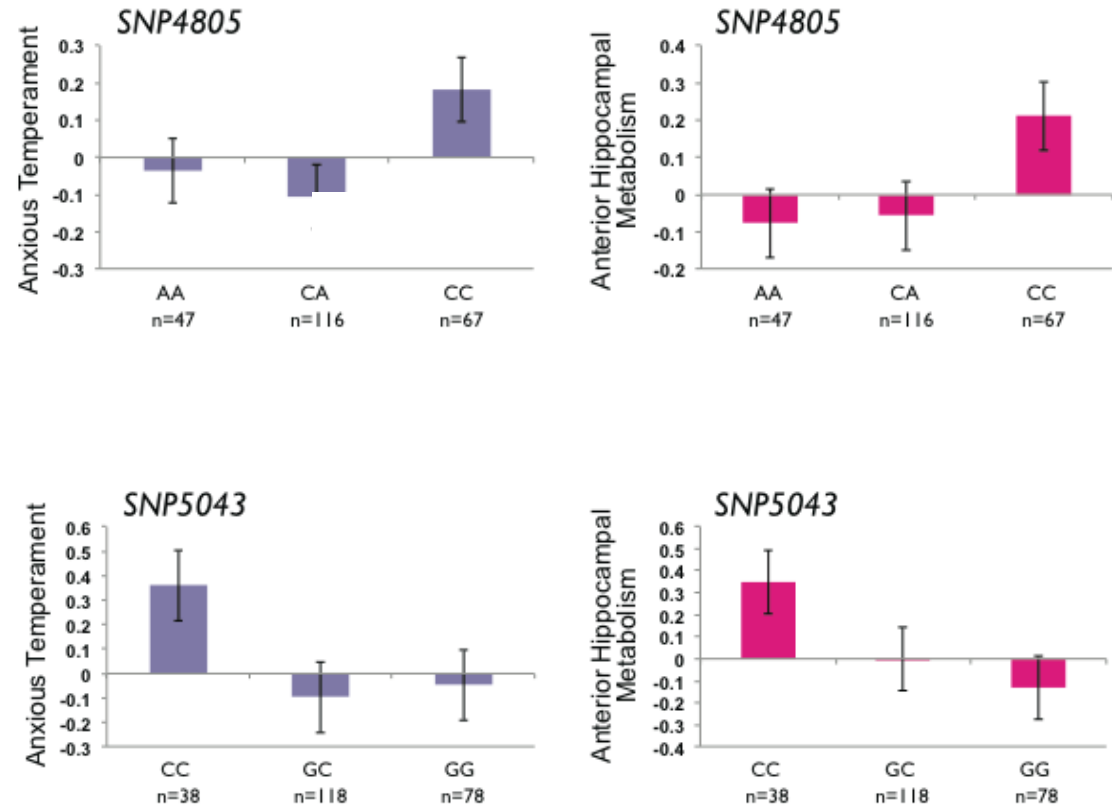 SNP4805
Anxious Temperament
0.3
0.2
0.1
0
-0.1
-0.2
-0.3
AA CA CC
n=47 n=116 n=67
SNP4805
Anterior Hippocampal
Metabolism
0.4
0.3
0.2
0.1
0
-0.1
-0.2
AA CA CC
n=47 n=116 n=67
SNP5043
Anxious Temperament
0.6
0.5
0.4
0.3
0.2
0.1
0
-0.1
-0.2
-0.3
CC GC GG
n=38 n=118 n=78
SNP5043
Anterior Hippocampal
Metabolism
0.6
0.5
0.4
0.3
0.2
0.1
0
-0.1
-0.2
-0.3
-0.4
CC GC GG
n=38 n=118 n=78